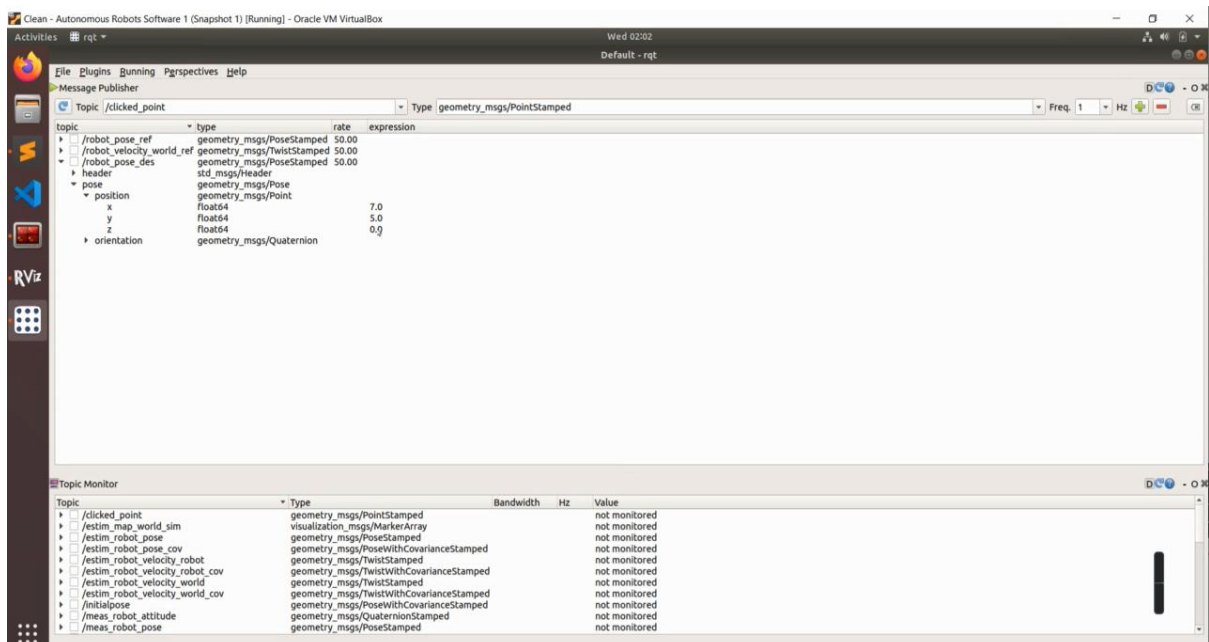 Clean - Autonomous Robots Software 1 (Snapshot 1) [Running] - Oracle VM VirtualBox
Activities rqt Wed 02:02
Default - rqt
File Plugins Running Perspectives Help
Message Publisher D
Topic /clicked_point Type geometry_msgs/PointStamped Freq. 1 Hz
topic type rate expression
/robot_pose_ref geometry_msgs/PoseStamped 50.00
/robot_velocity_world_ref geometry_msgs/TwistStamped 50.00
/robot_pose_des geometry_msgs/PoseStamped 50.00
header std_msgs/Header
pose geometry_msgs/Pose
position geometry_msgs/Point
x float64 7.0
y float64 5.0
z float64 0.0
orientation geometry_msgs/Quaternion
RViz
Topic Monitor D
Topic Type Bandwidth Hz Value
/clicked_point geometry_msgs/PointStamped not monitored
/estim_map_world_sim visualization_msgs/MarkerArray not monitored
/estim_robot_pose geometry_msgs/PoseStamped not monitored
/estim_robot_pose_cov geometry_msgs/PoseWithCovarianceStamped not monitored
/estim_robot_velocity_robot geometry_msgs/TwistStamped not monitored
/estim_robot_velocity_robot_cov geometry_msgs/TwistWithCovarianceStamped not monitored
/estim_robot_velocity_world geometry_msgs/TwistStamped not monitored
/estim_robot_velocity_world_cov geometry_msgs/TwistWithCovarianceStamped not monitored
/initialpose geometry_msgs/PoseWithCovarianceStamped not monitored
/meas_robot_attitude geometry_msgs/QuaternionStamped not monitored
/meas_robot_pose geometry_msgs/PoseStamped not monitored